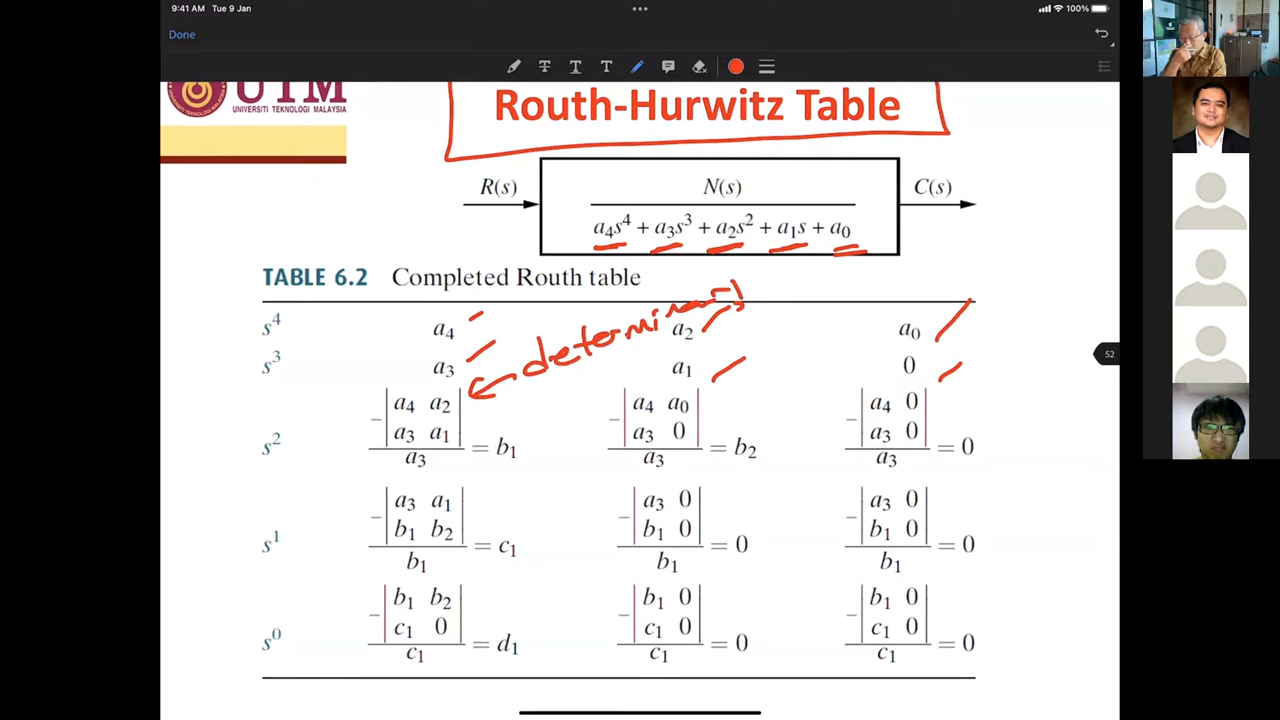 9:41 AM Tue 9 Jan
100%
Done
UTM
UNIVERSITI TEKNOLOGI MALAYSIA
Routh-Hurwitz Table
R(s) N(s) C(s)
a₄s⁴ + a₃s³ + a₂s² + a₁s + a₀
TABLE 6.2 Completed Routh table
determinant
s⁴ a₄ a₂ a₀
s³ a₃ a₁ 0
s² −|a₄ a₂; a₃ a₁| / a₃ = b₁ −|a₄ a₀; a₃ 0| / a₃ = b₂ −|a₄ 0; a₃ 0| / a₃ = 0
s¹ −|a₃ a₁; b₁ b₂| / b₁ = c₁ −|a₃ 0; b₁ 0| / b₁ = 0 −|a₃ 0; b₁ 0| / b₁ = 0
s⁰ −|b₁ b₂; c₁ 0| / c₁ = d₁ −|b₁ 0; c₁ 0| / c₁ = 0 −|b₁ 0; c₁ 0| / c₁ = 0
52